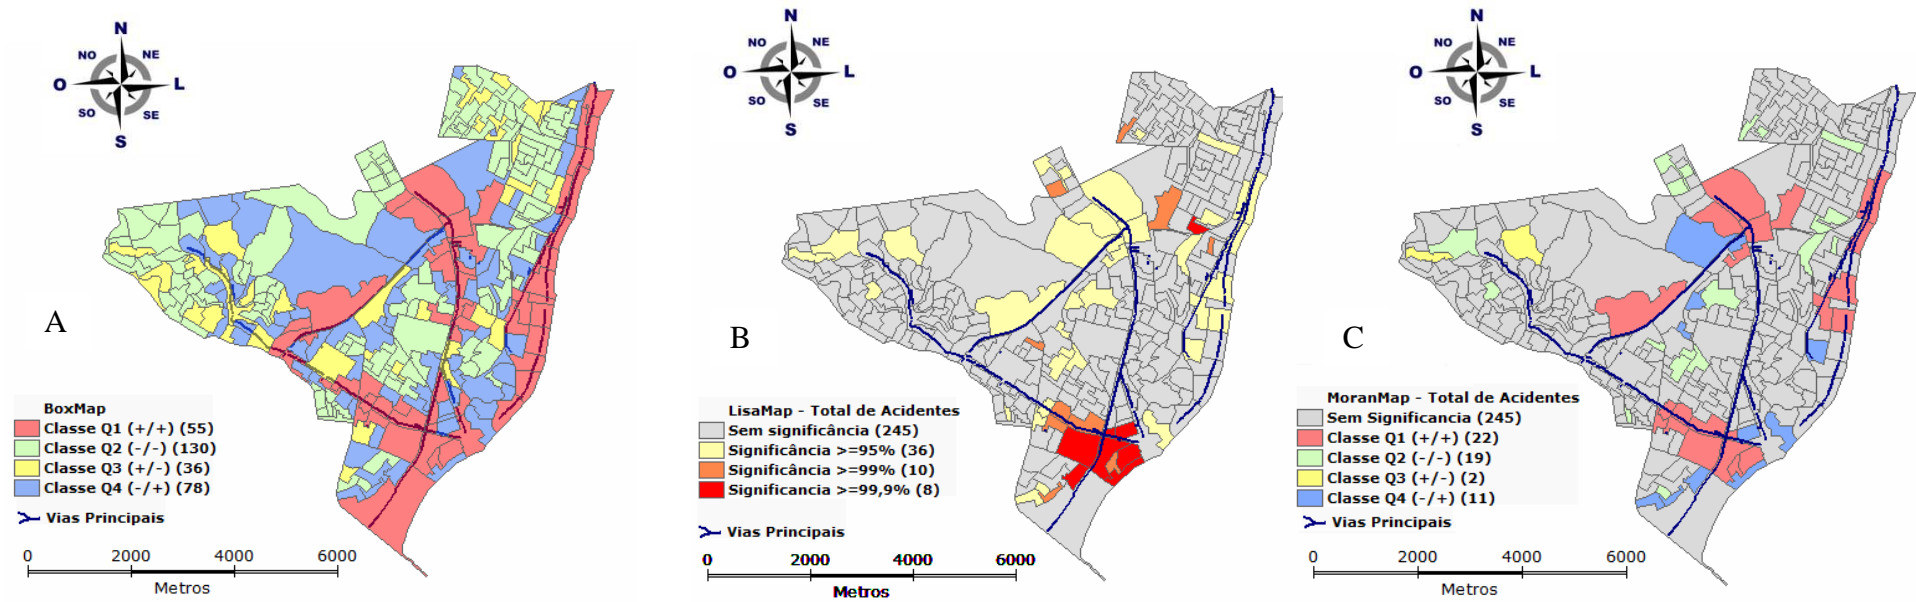 N
NO NE
O L
SO SE
S
A
BoxMap
Classe Q1 (+/+) (55)
Classe Q2 (-/-) (130)
Classe Q3 (+/-) (36)
Classe Q4 (-/+) (78)
Vias Principais
0 2000 4000 6000
Metros
N
NO NE
O L
SO SE
S
B
LisaMap - Total de Acidentes
Sem significância (245)
Significância >=95% (36)
Significância >=99% (10)
Significancia >=99,9% (8)
Vias Principais
0 2000 4000 6000
Metros
N
NO NE
O L
SO SE
S
C
MoranMap - Total de Acidentes
Sem Significancia (245)
Classe Q1 (+/+) (22)
Classe Q2 (-/-) (19)
Classe Q3 (+/-) (2)
Classe Q4 (-/+) (11)
Vias Principais
0 2000 4000 6000
Metros